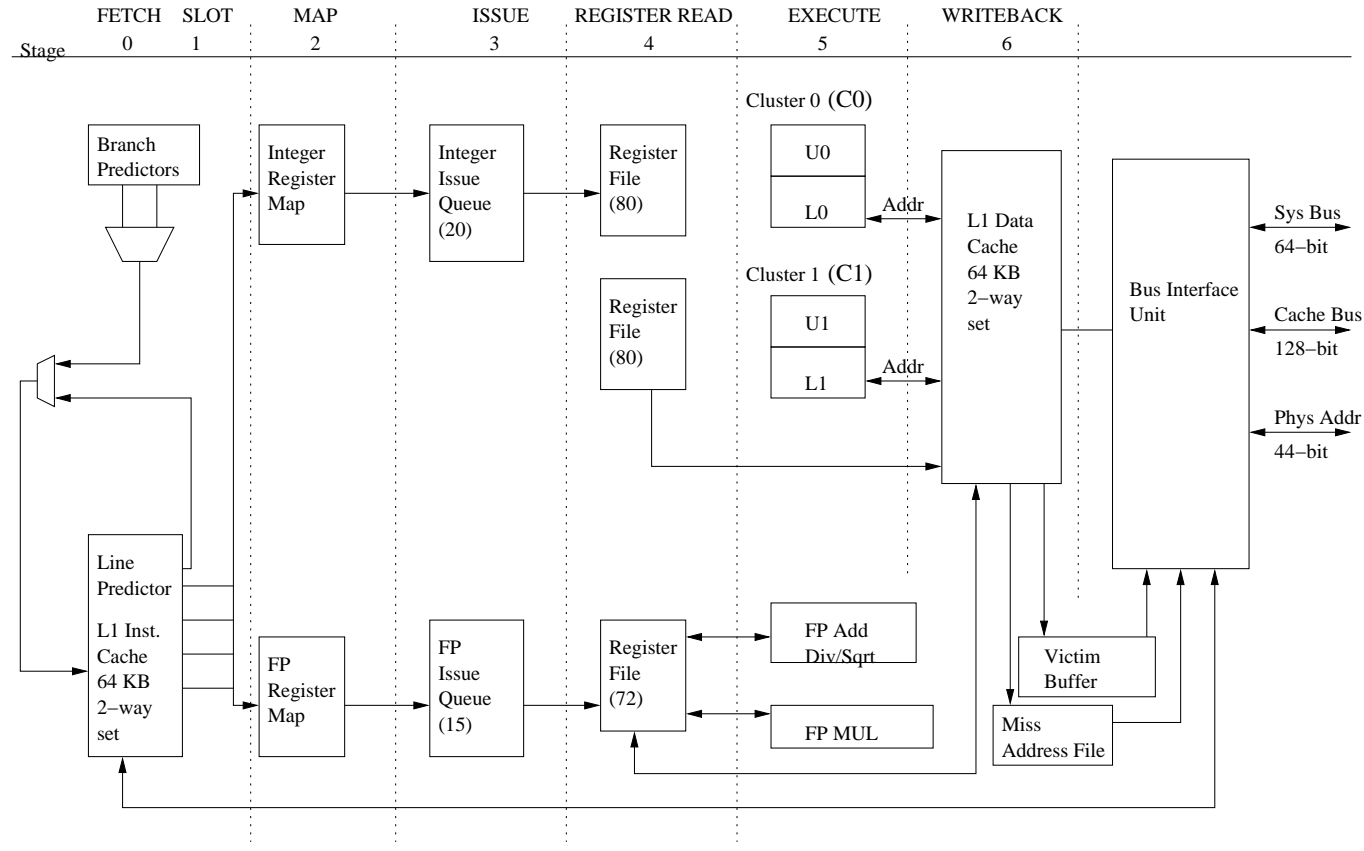 FETCH SLOT MAP ISSUE REGISTER READ EXECUTE WRITEBACK
Stage 0 1 2 3 4 5 6
Branch
Predictors
Integer
Register
Map
Integer
Issue
Queue
(20)
Register
File
(80)
Cluster 0 (C0)
U0
L0
Addr
Register
File
(80)
Cluster 1 (C1)
U1
L1
Addr
L1 Data
Cache
64 KB
2−way
set
Bus Interface
Unit
Sys Bus
64−bit
Cache Bus
128−bit
Phys Addr
44−bit
Line
Predictor
L1 Inst.
Cache
64 KB
2−way
set
FP
Register
Map
FP
Issue
Queue
(15)
Register
File
(72)
FP Add
Div/Sqrt
FP MUL
Victim
Buffer
Miss
Address File